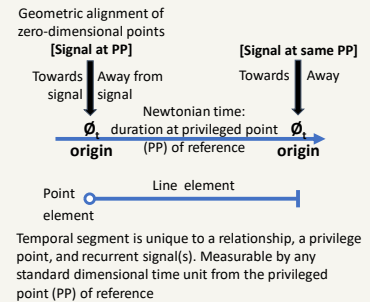 Geometric alignment of
zero-dimensional points
[Signal at PP]
[Signal at same PP]
Towards Away from
signal signal
Towards Away
Newtonian time:
Ø_t duration at privileged point Ø_t
origin (PP) of reference origin
Line element
Point
element
Temporal segment is unique to a relationship, a privilege
point, and recurrent signal(s). Measurable by any
standard dimensional time unit from the privileged
point (PP) of reference